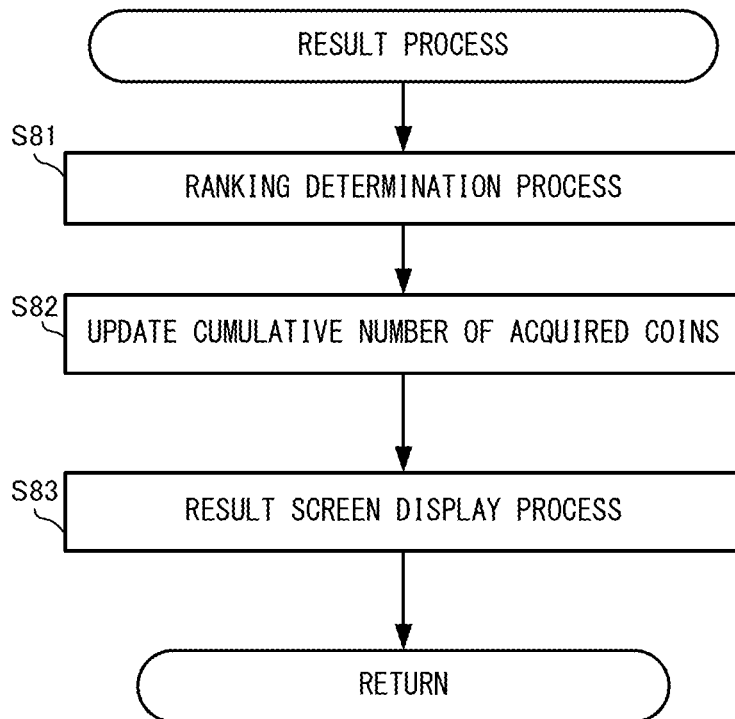 RESULT PROCESS
S81
RANKING DETERMINATION PROCESS
S82
UPDATE CUMULATIVE NUMBER OF ACQUIRED COINS
S83
RESULT SCREEN DISPLAY PROCESS
RETURN